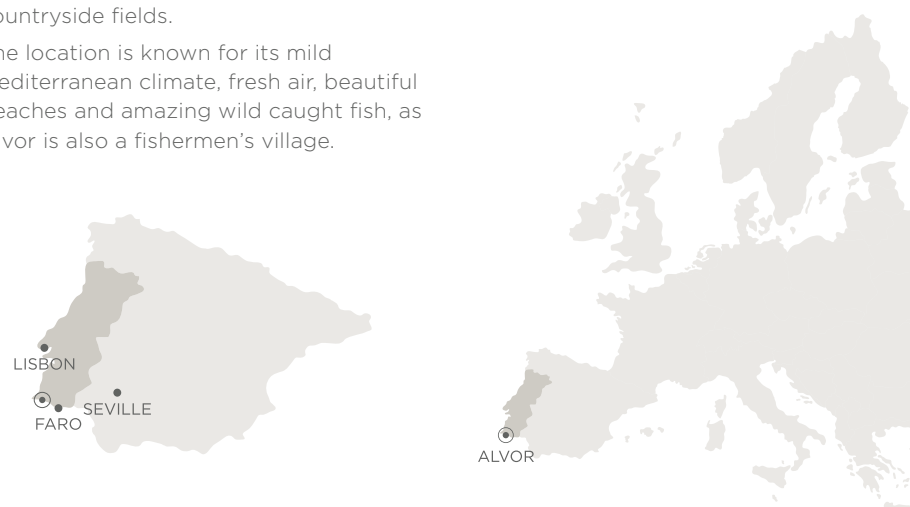 ountryside fields.
ne location is known for its mild
editerranean climate, fresh air, beautiful
eaches and amazing wild caught fish, as
vor is also a fishermen’s village.
LISBON
SEVILLE
FARO
ALVOR